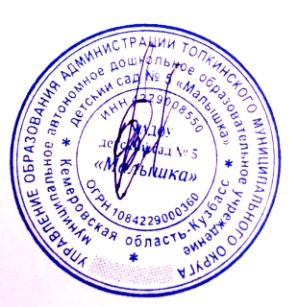 УПРАВЛЕНИЕ ОБРАЗОВАНИЯ АДМИНИСТРАЦИИ ТОПКИНСКОГО МУНИЦИПАЛЬНОГО ОКРУГА
муниципальное автономное дошкольное образовательное учреждение
детский сад № 5 «Малышка»
* Кемеровская область-Кузбасс *
ИНН 4229008550
ОГРН 1084229000360
детский сад № 5
«Малышка»